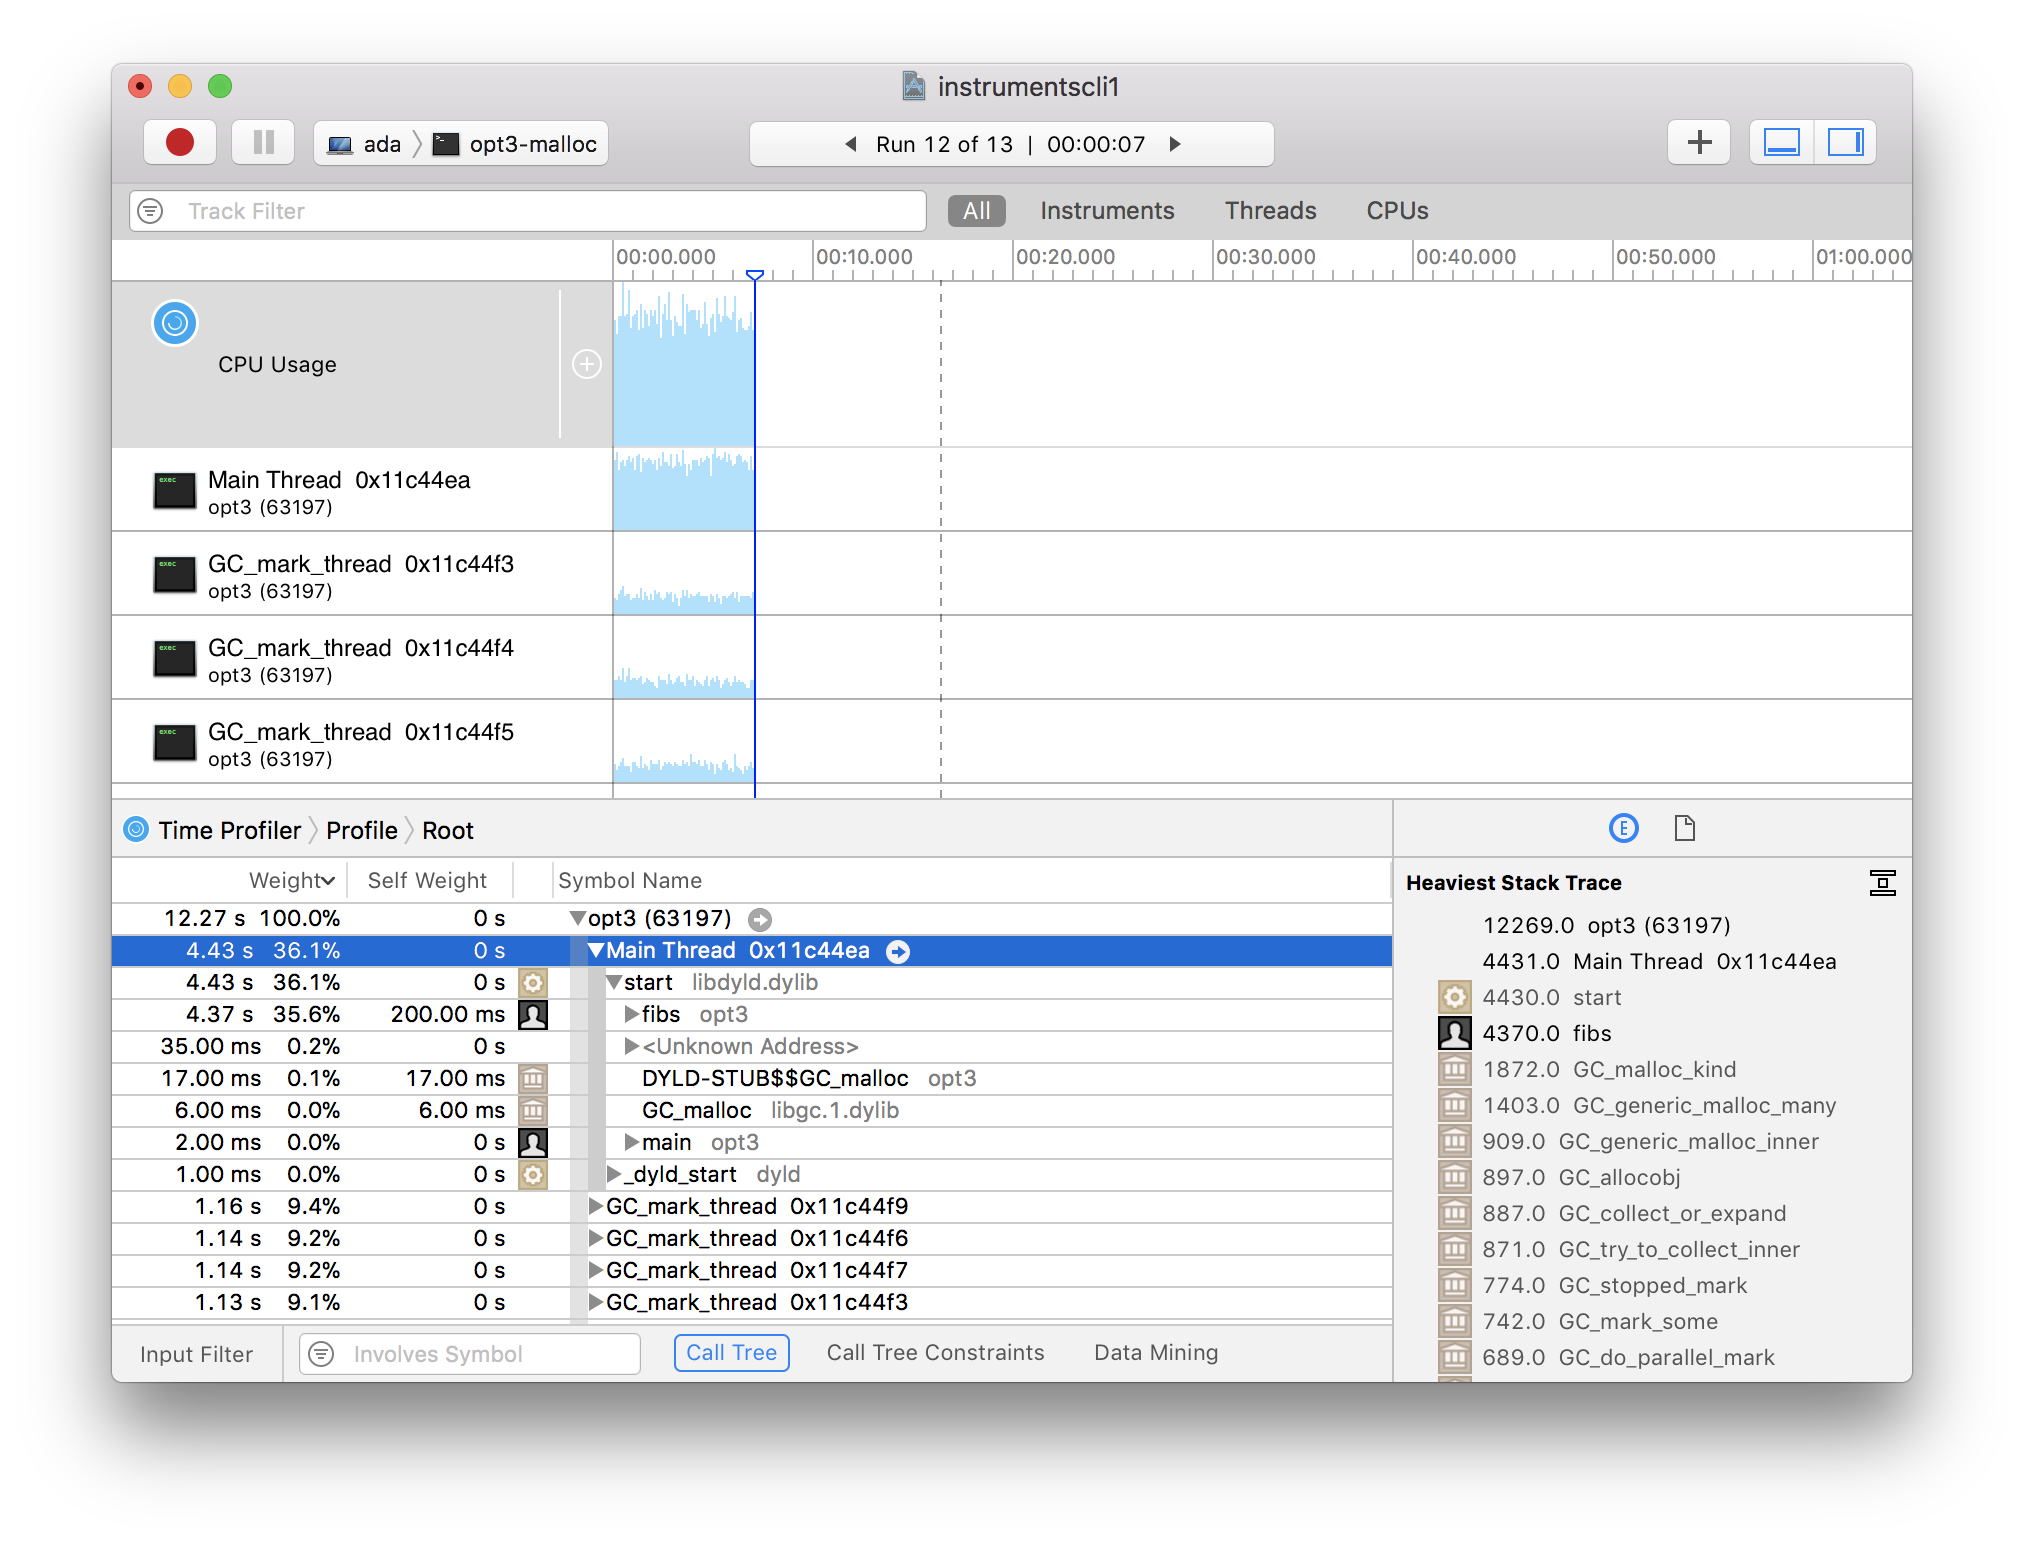 instrumentscli1
ada opt3-malloc
Run 12 of 13 | 00:00:07
Track Filter
All Instruments Threads CPUs
00:00.000 00:10.000 00:20.000 00:30.000 00:40.000 00:50.000 01:00.000
CPU Usage
exec
Main Thread 0x11c44ea
opt3 (63197)
exec
GC_mark_thread 0x11c44f3
opt3 (63197)
exec
GC_mark_thread 0x11c44f4
opt3 (63197)
exec
GC_mark_thread 0x11c44f5
opt3 (63197)
Time Profiler Profile Root
Weight Self Weight Symbol Name
12.27 s 100.0% 0 s opt3 (63197)
4.43 s 36.1% 0 s Main Thread 0x11c44ea
4.43 s 36.1% 0 s start libdyld.dylib
4.37 s 35.6% 200.00 ms fibs opt3
35.00 ms 0.2% 0 s <Unknown Address>
17.00 ms 0.1% 17.00 ms DYLD-STUB$$GC_malloc opt3
6.00 ms 0.0% 6.00 ms GC_malloc libgc.1.dylib
2.00 ms 0.0% 0 s main opt3
1.00 ms 0.0% 0 s _dyld_start dyld
1.16 s 9.4% 0 s GC_mark_thread 0x11c44f9
1.14 s 9.2% 0 s GC_mark_thread 0x11c44f6
1.14 s 9.2% 0 s GC_mark_thread 0x11c44f7
1.13 s 9.1% 0 s GC_mark_thread 0x11c44f3
Input Filter Involves Symbol Call Tree Call Tree Constraints Data Mining
E
Heaviest Stack Trace
12269.0 opt3 (63197)
4431.0 Main Thread 0x11c44ea
4430.0 start
4370.0 fibs
1872.0 GC_malloc_kind
1403.0 GC_generic_malloc_many
909.0 GC_generic_malloc_inner
897.0 GC_allocobj
887.0 GC_collect_or_expand
871.0 GC_try_to_collect_inner
774.0 GC_stopped_mark
742.0 GC_mark_some
689.0 GC_do_parallel_mark